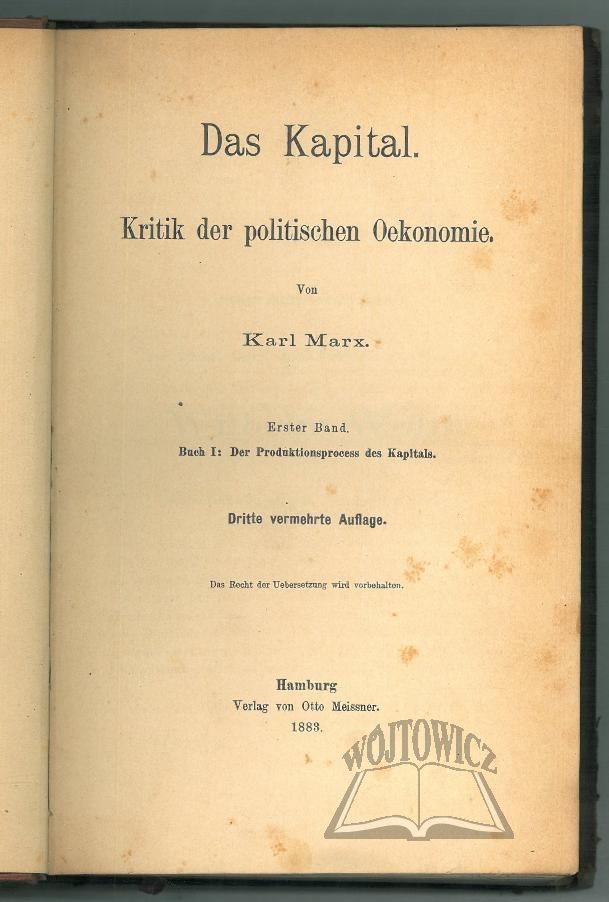 Das Kapital.
Kritik der politischen Oekonomie.
Von
Karl Marx.
Erster Band.
Buch I: Der Produktionsprocess des Kapitals.
Dritte vermehrte Auflage.
Das Recht der Uebersetzung wird vorbehalten.
Hamburg
Verlag von Otto Meissner.
1883.
WÓJTOWICZ